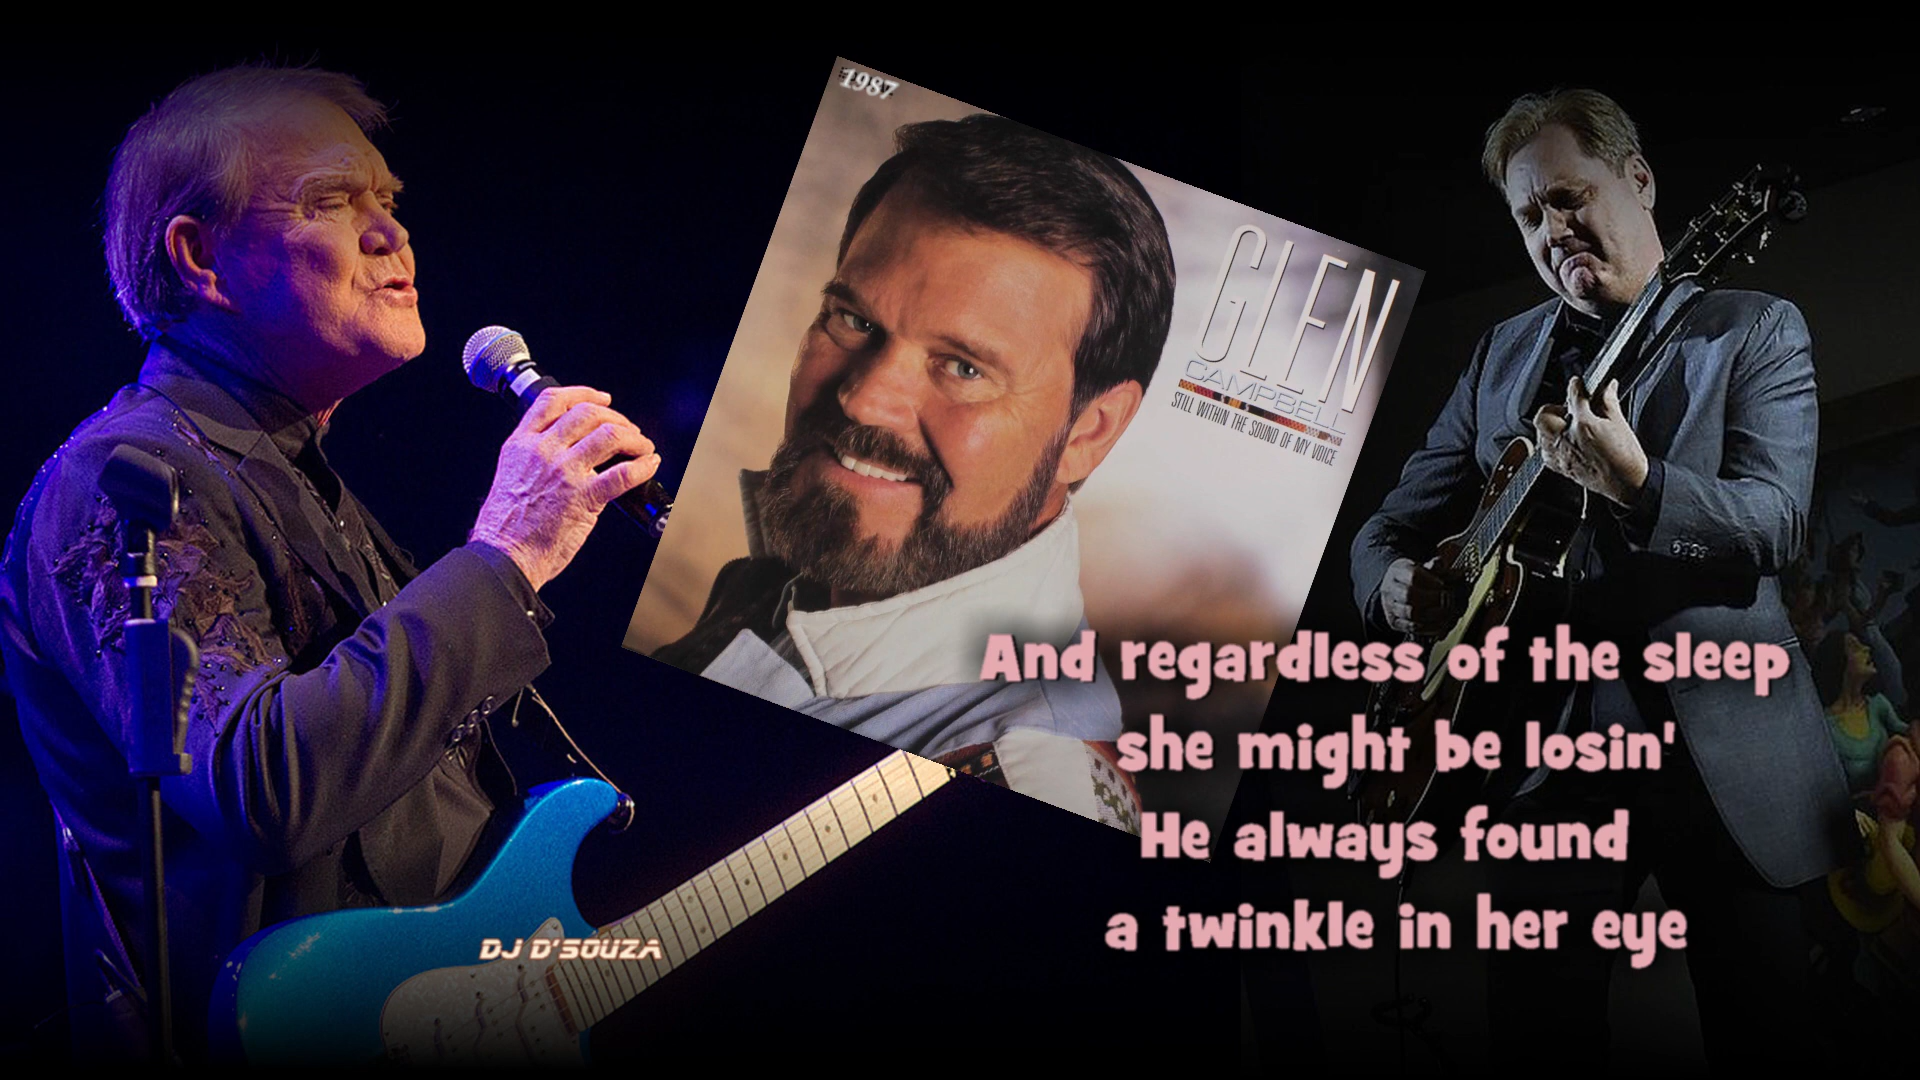 1987
GLEN
CAMPBELL
STILL WITHIN THE SOUND OF MY VOICE
And regardless of the sleep
she might be losin'
He always found
a twinkle in her eye
DJ D'SOUZA